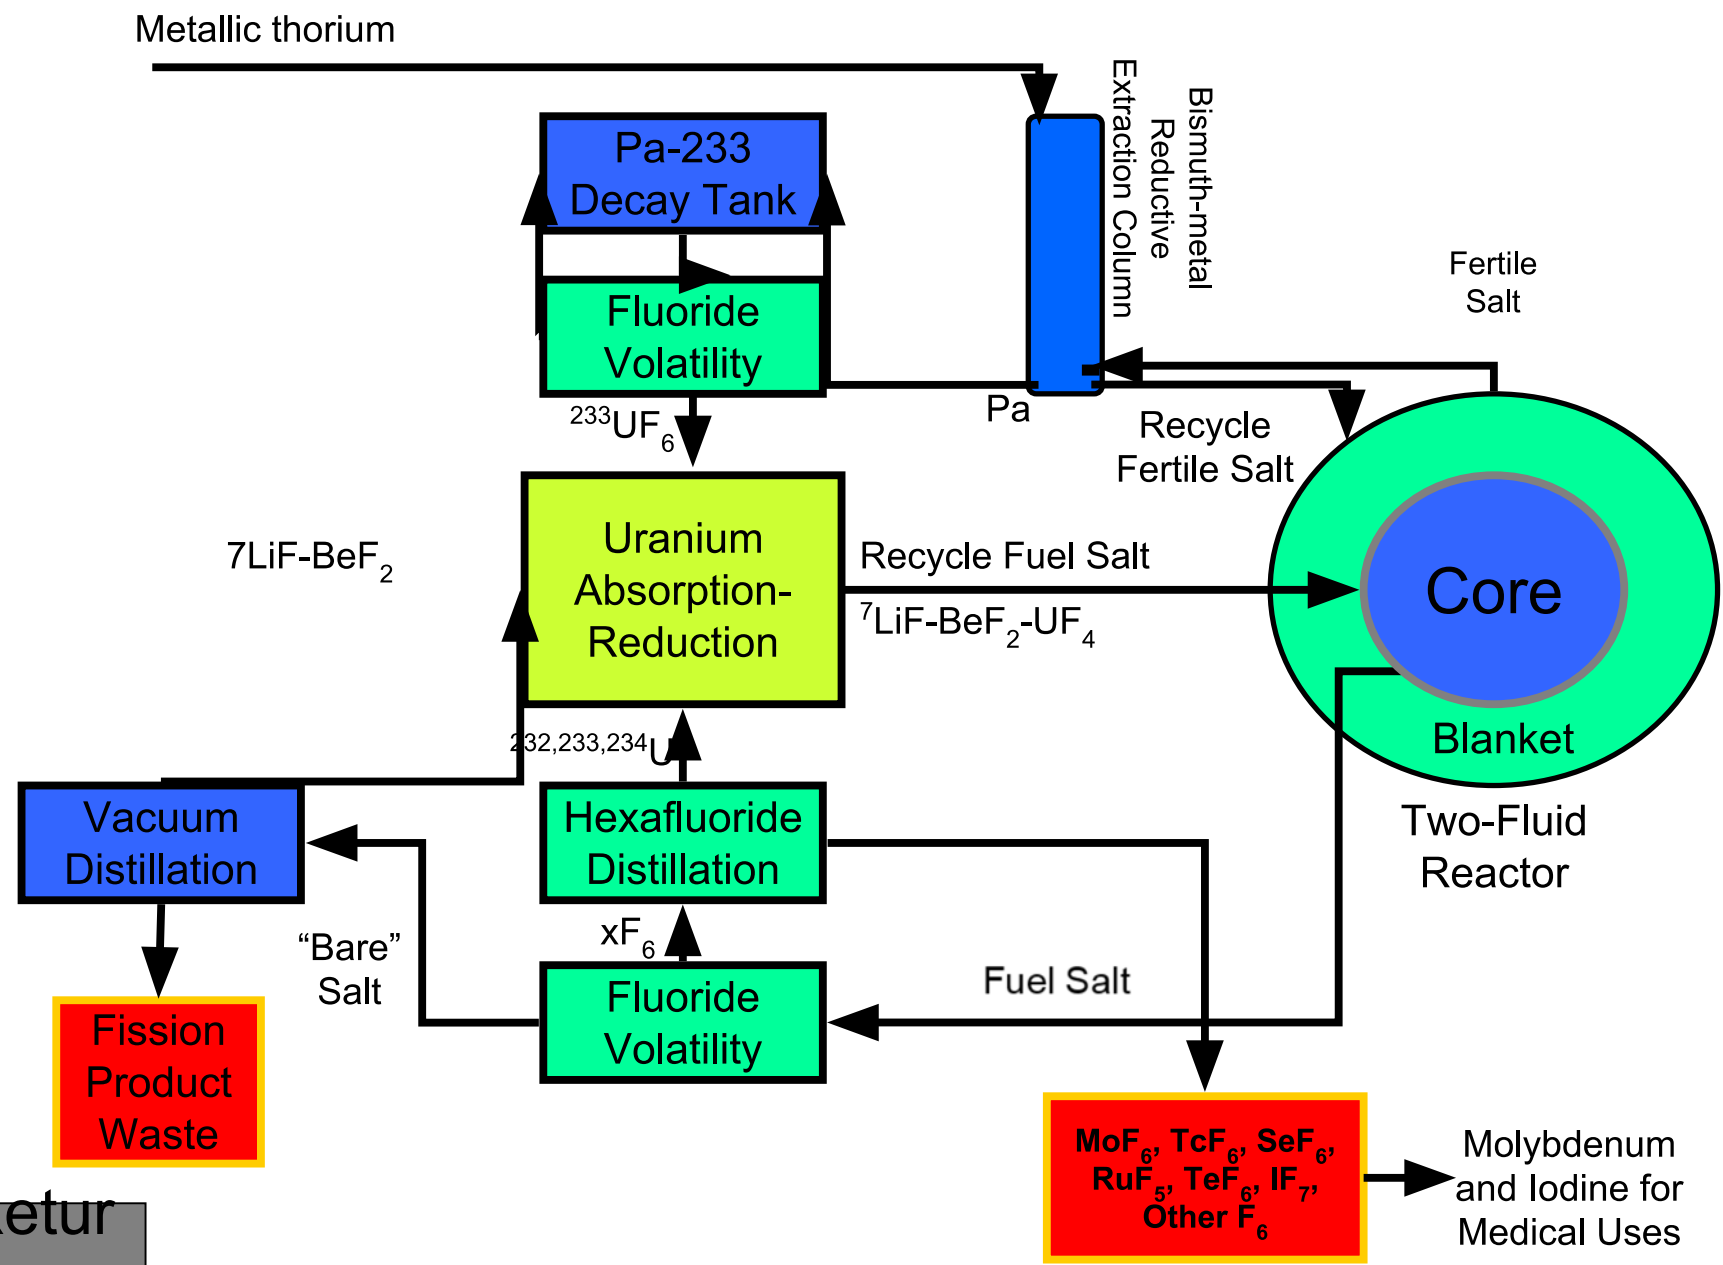 Metallic thorium
Pa-233
Decay Tank
Bismuth-metal
Reductive
Extraction Column
Fertile
Salt
Fluoride
Volatility
Pa
Recycle
Fertile Salt
²³³UF₆
Uranium
Absorption-
Reduction
7LiF-BeF₂
Recycle Fuel Salt
⁷LiF-BeF₂-UF₄
Core
Blanket
Two-Fluid
Reactor
²³²,²³³,²³⁴U
Vacuum
Distillation
Hexafluoride
Distillation
xF₆
“Bare”
Salt
Fuel Salt
Fluoride
Volatility
Fission
Product
Waste
MoF₆, TcF₆, SeF₆,
RuF₅, TeF₆, IF₇,
Other F₆
Molybdenum
and Iodine for
Medical Uses